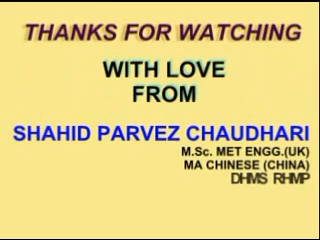 THANKS FOR WATCHING
WITH LOVE
FROM
SHAHID PARVEZ CHAUDHARI
M.Sc. MET ENGG.(UK)
MA CHINESE (CHINA)
DHMS RHMP